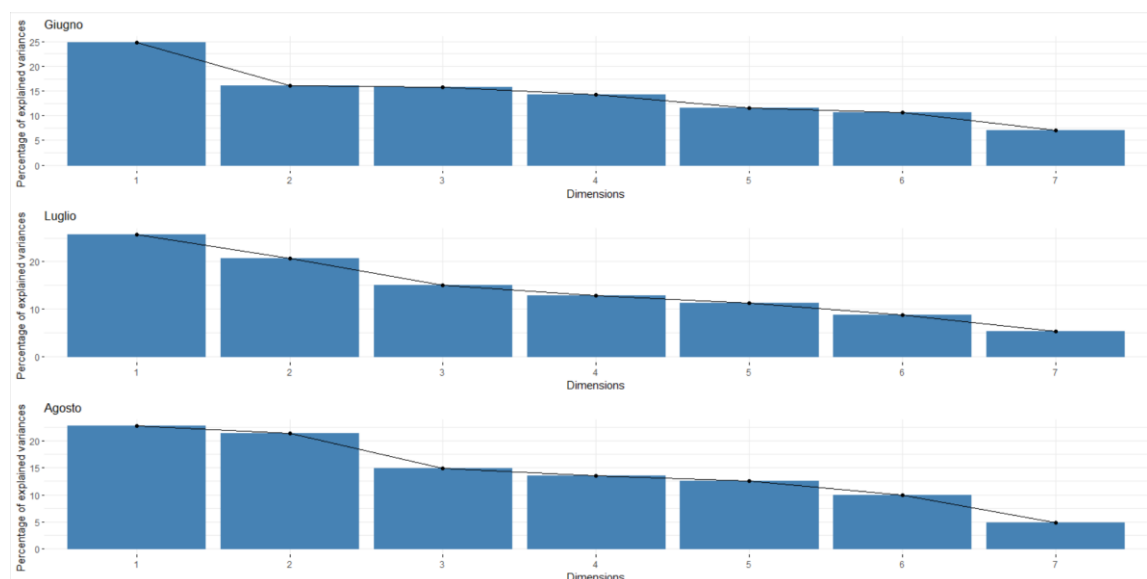 Giugno
Percentage of explained variances
25
20
15
10
5
0
1 2 3 4 5 6 7
Dimensions
Luglio
Percentage of explained variances
20
10
0
1 2 3 4 5 6 7
Dimensions
Agosto
Percentage of explained variances
20
15
10
5
0
1 2 3 4 5 6 7
Dimensions